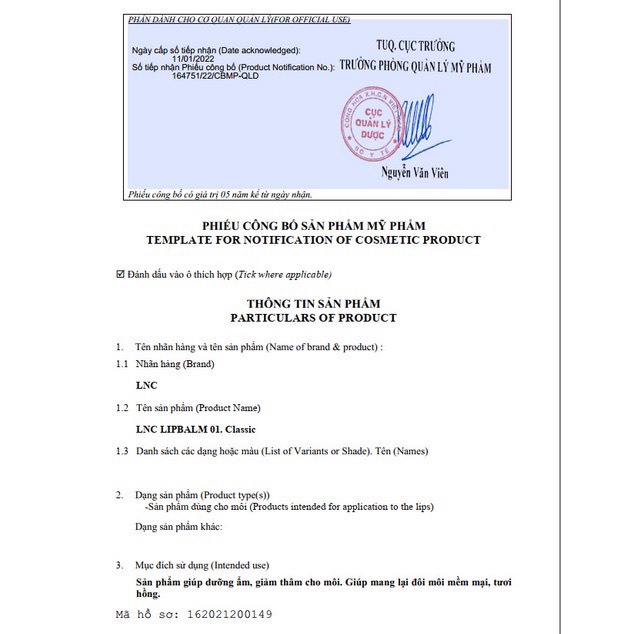 PHẦN DÀNH CHO CƠ QUAN QUẢN LÝ(FOR OFFICIAL USE)
Ngày cấp số tiếp nhận (Date acknowledged):
11/01/2022
Số tiếp nhận Phiếu công bố (Product Notification No.):
164751/22/CBMP-QLD
TUQ. CỤC TRƯỞNG
TRƯỞNG PHÒNG QUẢN LÝ MỸ PHẨM
CỘNG HÒA X.H.C.N VIỆT NAM
CỤC
QUẢN LÝ
DƯỢC
BỘ Y TẾ
Nguyễn Văn Viên
Phiếu công bố có giá trị 05 năm kể từ ngày nhận.
PHIẾU CÔNG BỐ SẢN PHẨM MỸ PHẨM
TEMPLATE FOR NOTIFICATION OF COSMETIC PRODUCT
☑ Đánh dấu vào ô thích hợp (Tick where applicable)
THÔNG TIN SẢN PHẨM
PARTICULARS OF PRODUCT
1. Tên nhãn hàng và tên sản phẩm (Name of brand & product) :
1.1 Nhãn hàng (Brand)
LNC
1.2 Tên sản phẩm (Product Name)
LNC LIPBALM 01. Classic
1.3 Danh sách các dạng hoặc màu (List of Variants or Shade). Tên (Names)
2. Dạng sản phẩm (Product type(s))
-Sản phẩm dùng cho môi (Products intended for application to the lips)
Dạng sản phẩm khác:
3. Mục đích sử dụng (Intended use)
Sản phẩm giúp dưỡng ẩm, giảm thâm cho môi. Giúp mang lại đôi môi mềm mại, tươi
hồng.
Mã hồ sơ: 162021200149